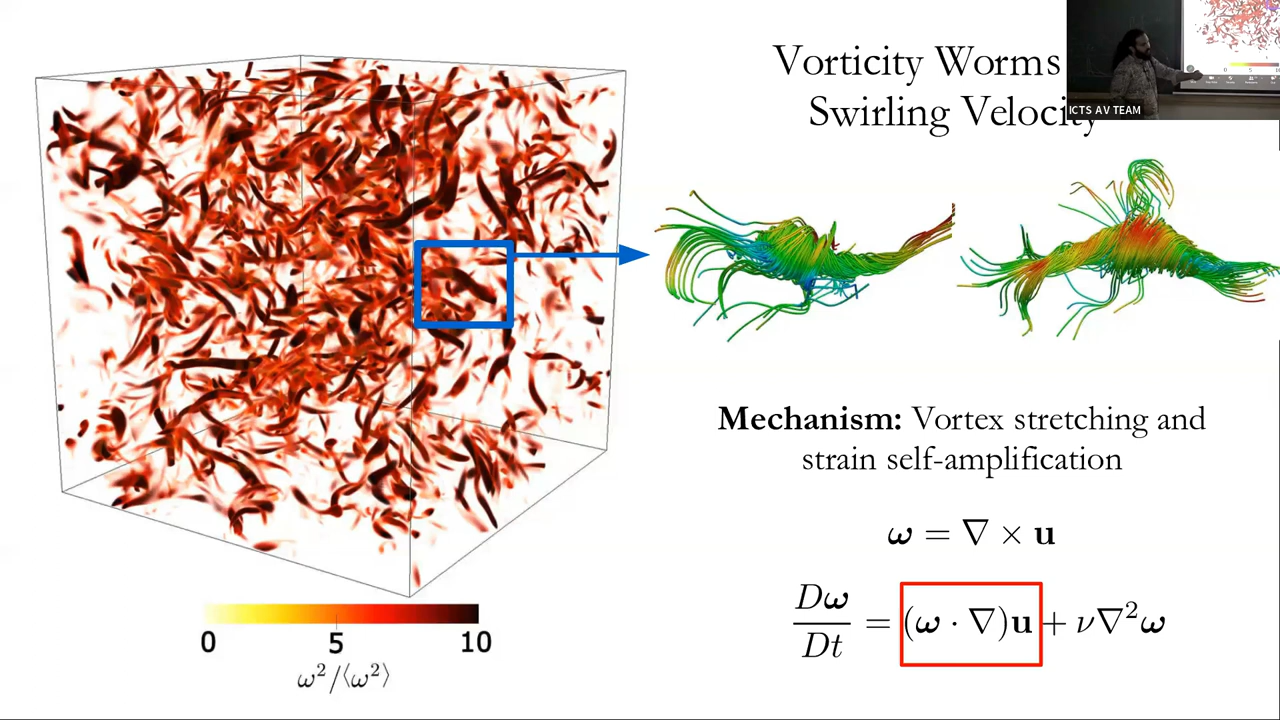 Vorticity Worms
Swirling Velocity
ICTS AV TEAM
Mechanism: Vortex stretching and
strain self-amplification
𝝎 = ∇ × 𝐮
D𝝎/Dt = (𝝎 · ∇)𝐮 + ν∇²𝝎
0 5 10
ω²/⟨ω²⟩